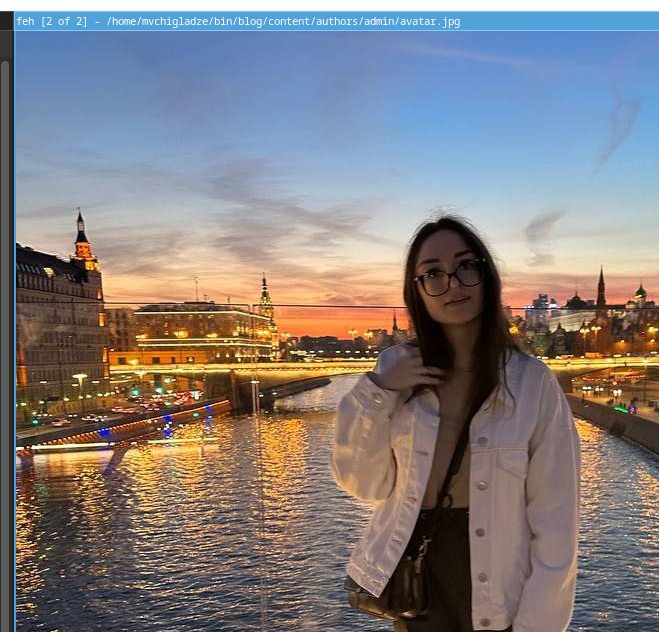 feh [2 of 2] - /home/mvchigladze/bin/blog/content/authors/admin/avatar.jpg